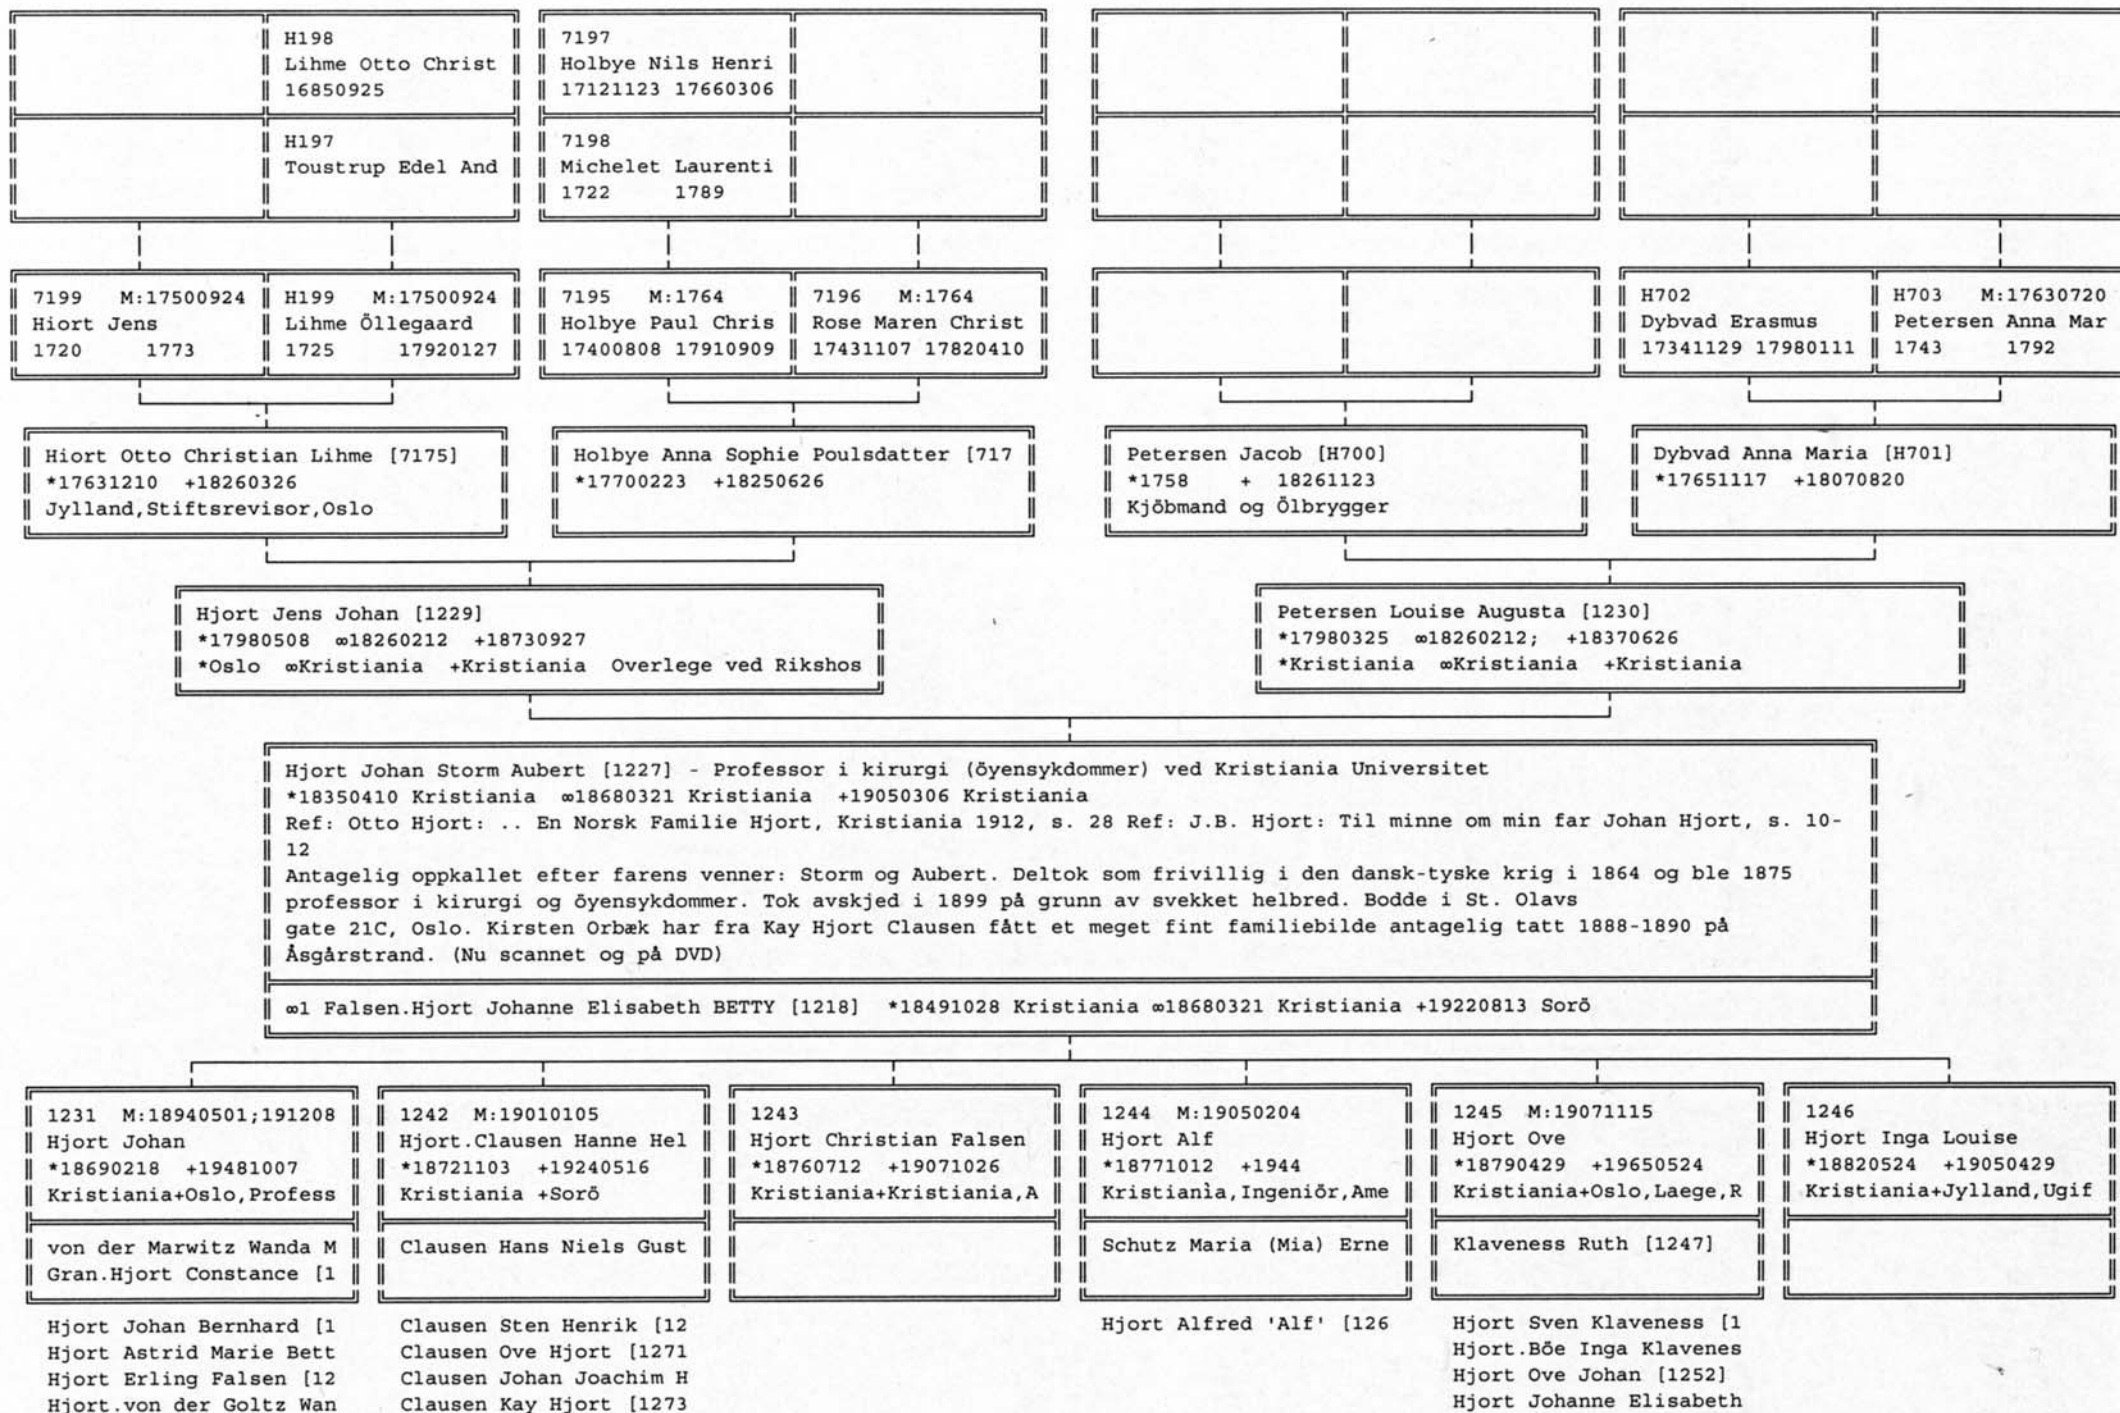 H198
Lihme Otto Christ
16850925
7197
Holbye Nils Henri
17121123 17660306
H197
Toustrup Edel And
7198
Michelet Laurenti
1722 1789
7199 M:17500924
Hiort Jens
1720 1773
H199 M:17500924
Lihme Öllegaard
1725 17920127
7195 M:1764
Holbye Paul Chris
17400808 17910909
7196 M:1764
Rose Maren Christ
17431107 17820410
H702
Dybvad Erasmus
17341129 17980111
H703 M:17630720
Petersen Anna Mar
1743 1792
Hiort Otto Christian Lihme [7175]
*17631210 +18260326
Jylland,Stiftsrevisor,Oslo
Holbye Anna Sophie Poulsdatter [717
*17700223 +18250626
Petersen Jacob [H700]
*1758 + 18261123
Kjöbmand og Ölbrygger
Dybvad Anna Maria [H701]
*17651117 +18070820
Hjort Jens Johan [1229]
*17980508 ∞18260212 +18730927
*Oslo ∞Kristiania +Kristiania Overlege ved Rikshos
Petersen Louise Augusta [1230]
*17980325 ∞18260212; +18370626
*Kristiania ∞Kristiania +Kristiania
Hjort Johan Storm Aubert [1227] - Professor i kirurgi (öyensykdommer) ved Kristiania Universitet
*18350410 Kristiania ∞18680321 Kristiania +19050306 Kristiania
Ref: Otto Hjort: .. En Norsk Familie Hjort, Kristiania 1912, s. 28 Ref: J.B. Hjort: Til minne om min far Johan Hjort, s. 10-
12
Antagelig oppkallet efter farens venner: Storm og Aubert. Deltok som frivillig i den dansk-tyske krig i 1864 og ble 1875
professor i kirurgi og öyensykdommer. Tok avskjed i 1899 på grunn av svekket helbred. Bodde i St. Olavs
gate 21C, Oslo. Kirsten Orbæk har fra Kay Hjort Clausen fått et meget fint familiebilde antagelig tatt 1888-1890 på
Åsgårstrand. (Nu scannet og på DVD)
∞1 Falsen.Hjort Johanne Elisabeth BETTY [1218] *18491028 Kristiania ∞18680321 Kristiania +19220813 Sorö
1231 M:18940501;191208
Hjort Johan
*18690218 +19481007
Kristiania+Oslo,Profess
von der Marwitz Wanda M
Gran.Hjort Constance [1
Hjort Johan Bernhard [1
Hjort Astrid Marie Bett
Hjort Erling Falsen [12
Hjort.von der Goltz Wan
1242 M:19010105
Hjort.Clausen Hanne Hel
*18721103 +19240516
Kristiania +Sorö
Clausen Hans Niels Gust
Clausen Sten Henrik [12
Clausen Ove Hjort [1271
Clausen Johan Joachim H
Clausen Kay Hjort [1273
1243
Hjort Christian Falsen
*18760712 +19071026
Kristiania+Kristiania,A
1244 M:19050204
Hjort Alf
*18771012 +1944
Kristiania,Ingeniör,Ame
Schutz Maria (Mia) Erne
Hjort Alfred 'Alf' [126
1245 M:19071115
Hjort Ove
*18790429 +19650524
Kristiania+Oslo,Laege,R
Klaveness Ruth [1247]
Hjort Sven Klaveness [1
Hjort.Böe Inga Klavenes
Hjort Ove Johan [1252]
Hjort Johanne Elisabeth
1246
Hjort Inga Louise
*18820524 +19050429
Kristiania+Jylland,Ugif